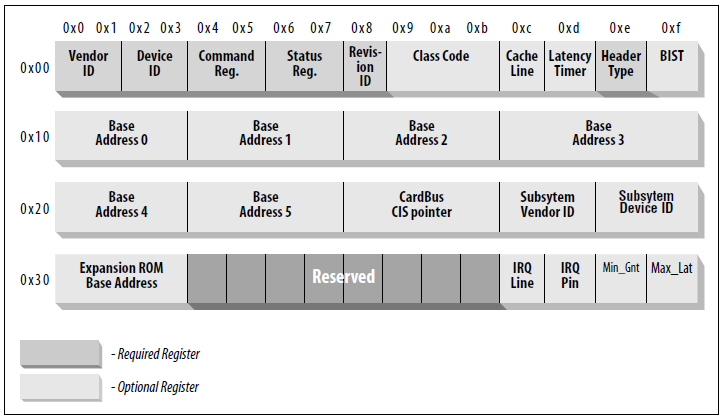 0x0 0x1 0x2 0x3 0x4 0x5 0x6 0x7 0x8 0x9 0xa 0xb 0xc 0xd 0xe 0xf
0x00
Vendor
ID
Device
ID
Command
Reg.
Status
Reg.
Revis-
ion
ID
Class Code
Cache
Line
Latency
Timer
Header
Type
BIST
0x10
Base
Address 0
Base
Address 1
Base
Address 2
Base
Address 3
0x20
Base
Address 4
Base
Address 5
CardBus
CIS pointer
Subsytem
Vendor ID
Subsytem
Device ID
0x30
Expansion ROM
Base Address
Reserved
IRQ
Line
IRQ
Pin
Min_Gnt
Max_Lat
- Required Register
- Optional Register